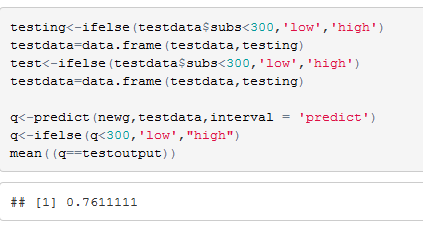 testing<-ifelse(testdata$subs<300,'low','high')
testdata=data.frame(testdata,testing)
test<-ifelse(testdata$subs<300,'low','high')
testdata=data.frame(testdata,testing)
q<-predict(newg,testdata,interval = 'predict')
q<-ifelse(q<300,'low',"high")
mean((q==testoutput))
## [1] 0.7611111